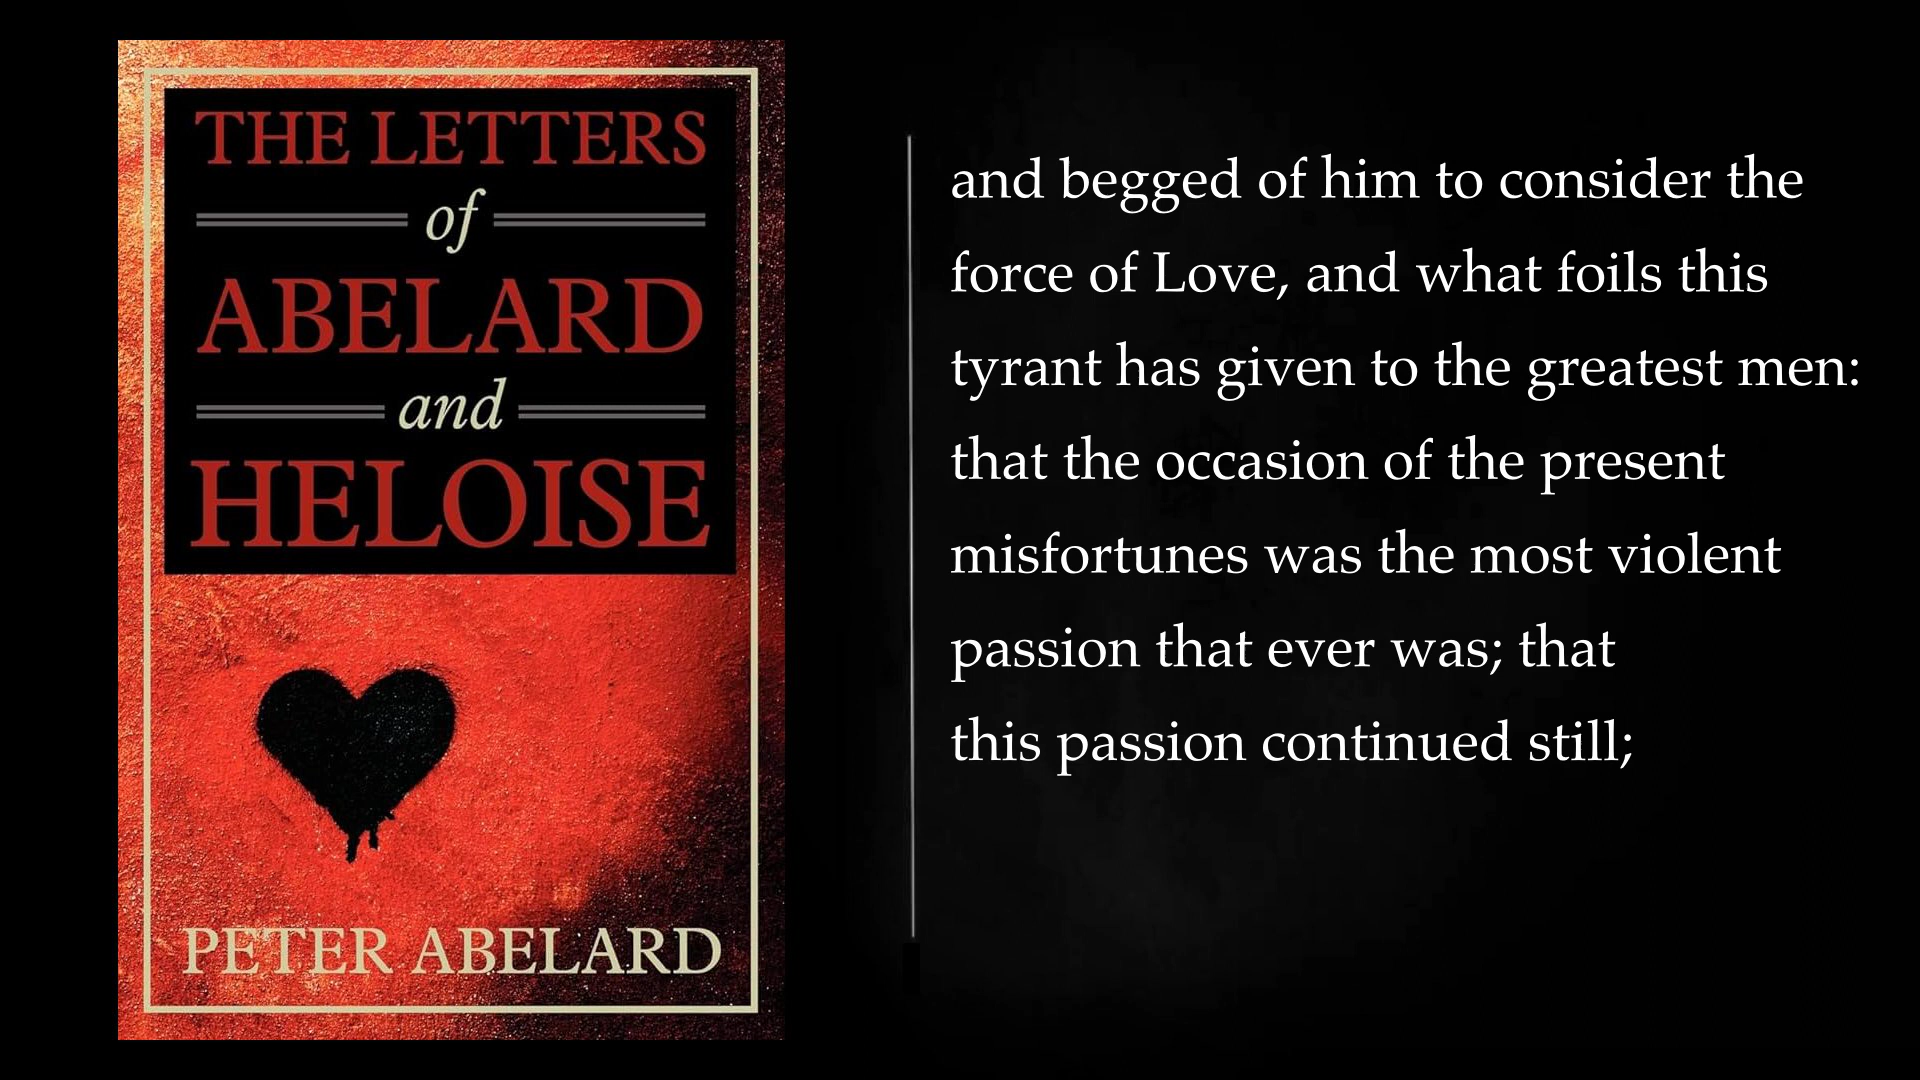 THE LETTERS
of
ABELARD
and
HELOISE
PETER ABELARD
and begged of him to consider the
force of Love, and what foils this
tyrant has given to the greatest men:
that the occasion of the present
misfortunes was the most violent
passion that ever was; that
this passion continued still;